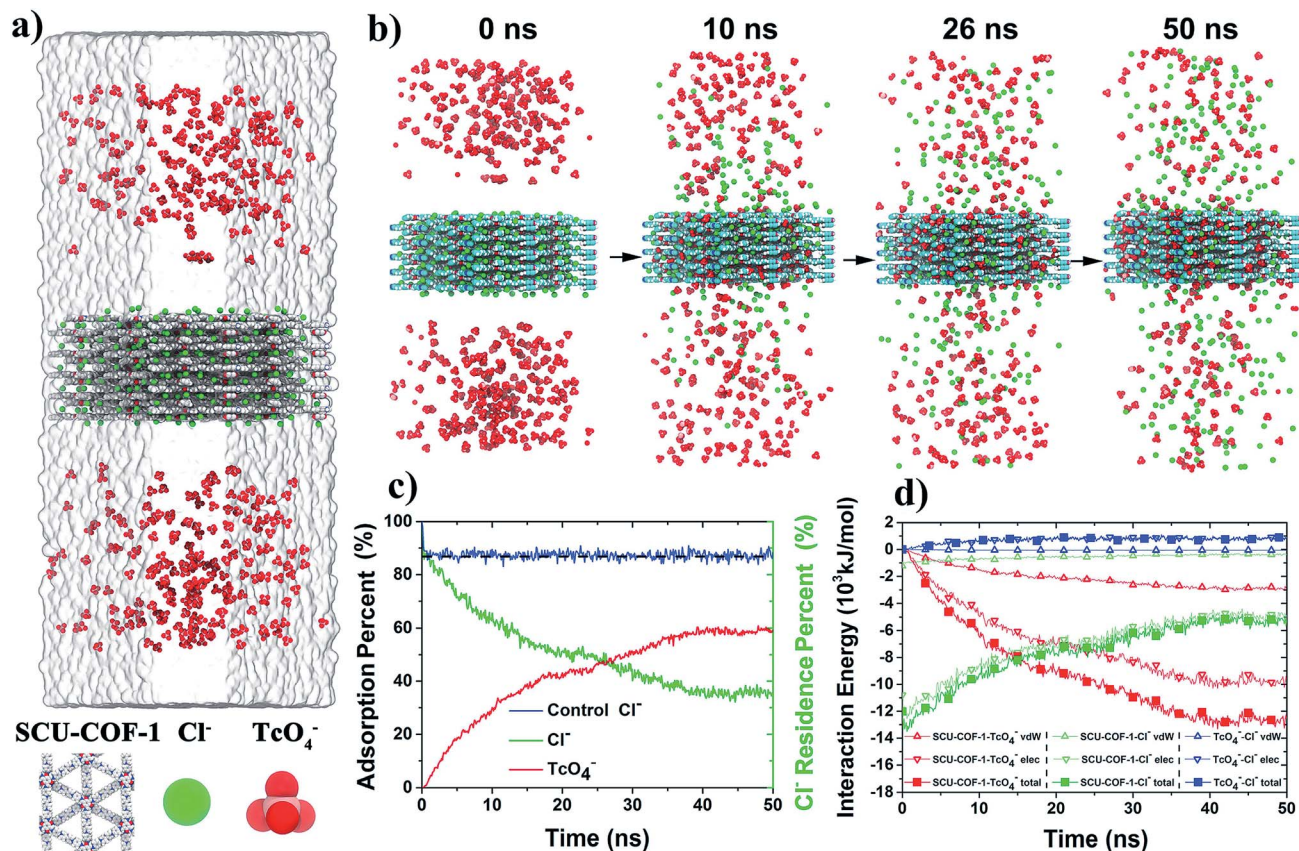 a)
SCU-COF-1 Cl⁻ TcO₄⁻
b)
0 ns 10 ns 26 ns 50 ns
c)
Adsorption Percent (%)
100
80
60
40
20
0
Control Cl⁻
Cl⁻
TcO₄⁻
0 10 20 30 40 50
Time (ns)
Cl⁻ Residence Percent (%)
d)
Interaction Energy (10³kJ/mol)
2
0
-2
-4
-6
-8
-10
-12
-14
-16
-18
SCU-COF-1-TcO₄⁻ vdW SCU-COF-1-Cl⁻ vdW TcO₄⁻-Cl⁻ vdW
SCU-COF-1-TcO₄⁻ elec SCU-COF-1-Cl⁻ elec TcO₄⁻-Cl⁻ elec
SCU-COF-1-TcO₄⁻ total SCU-COF-1-Cl⁻ total TcO₄⁻-Cl⁻ total
0 10 20 30 40 50
Time (ns)